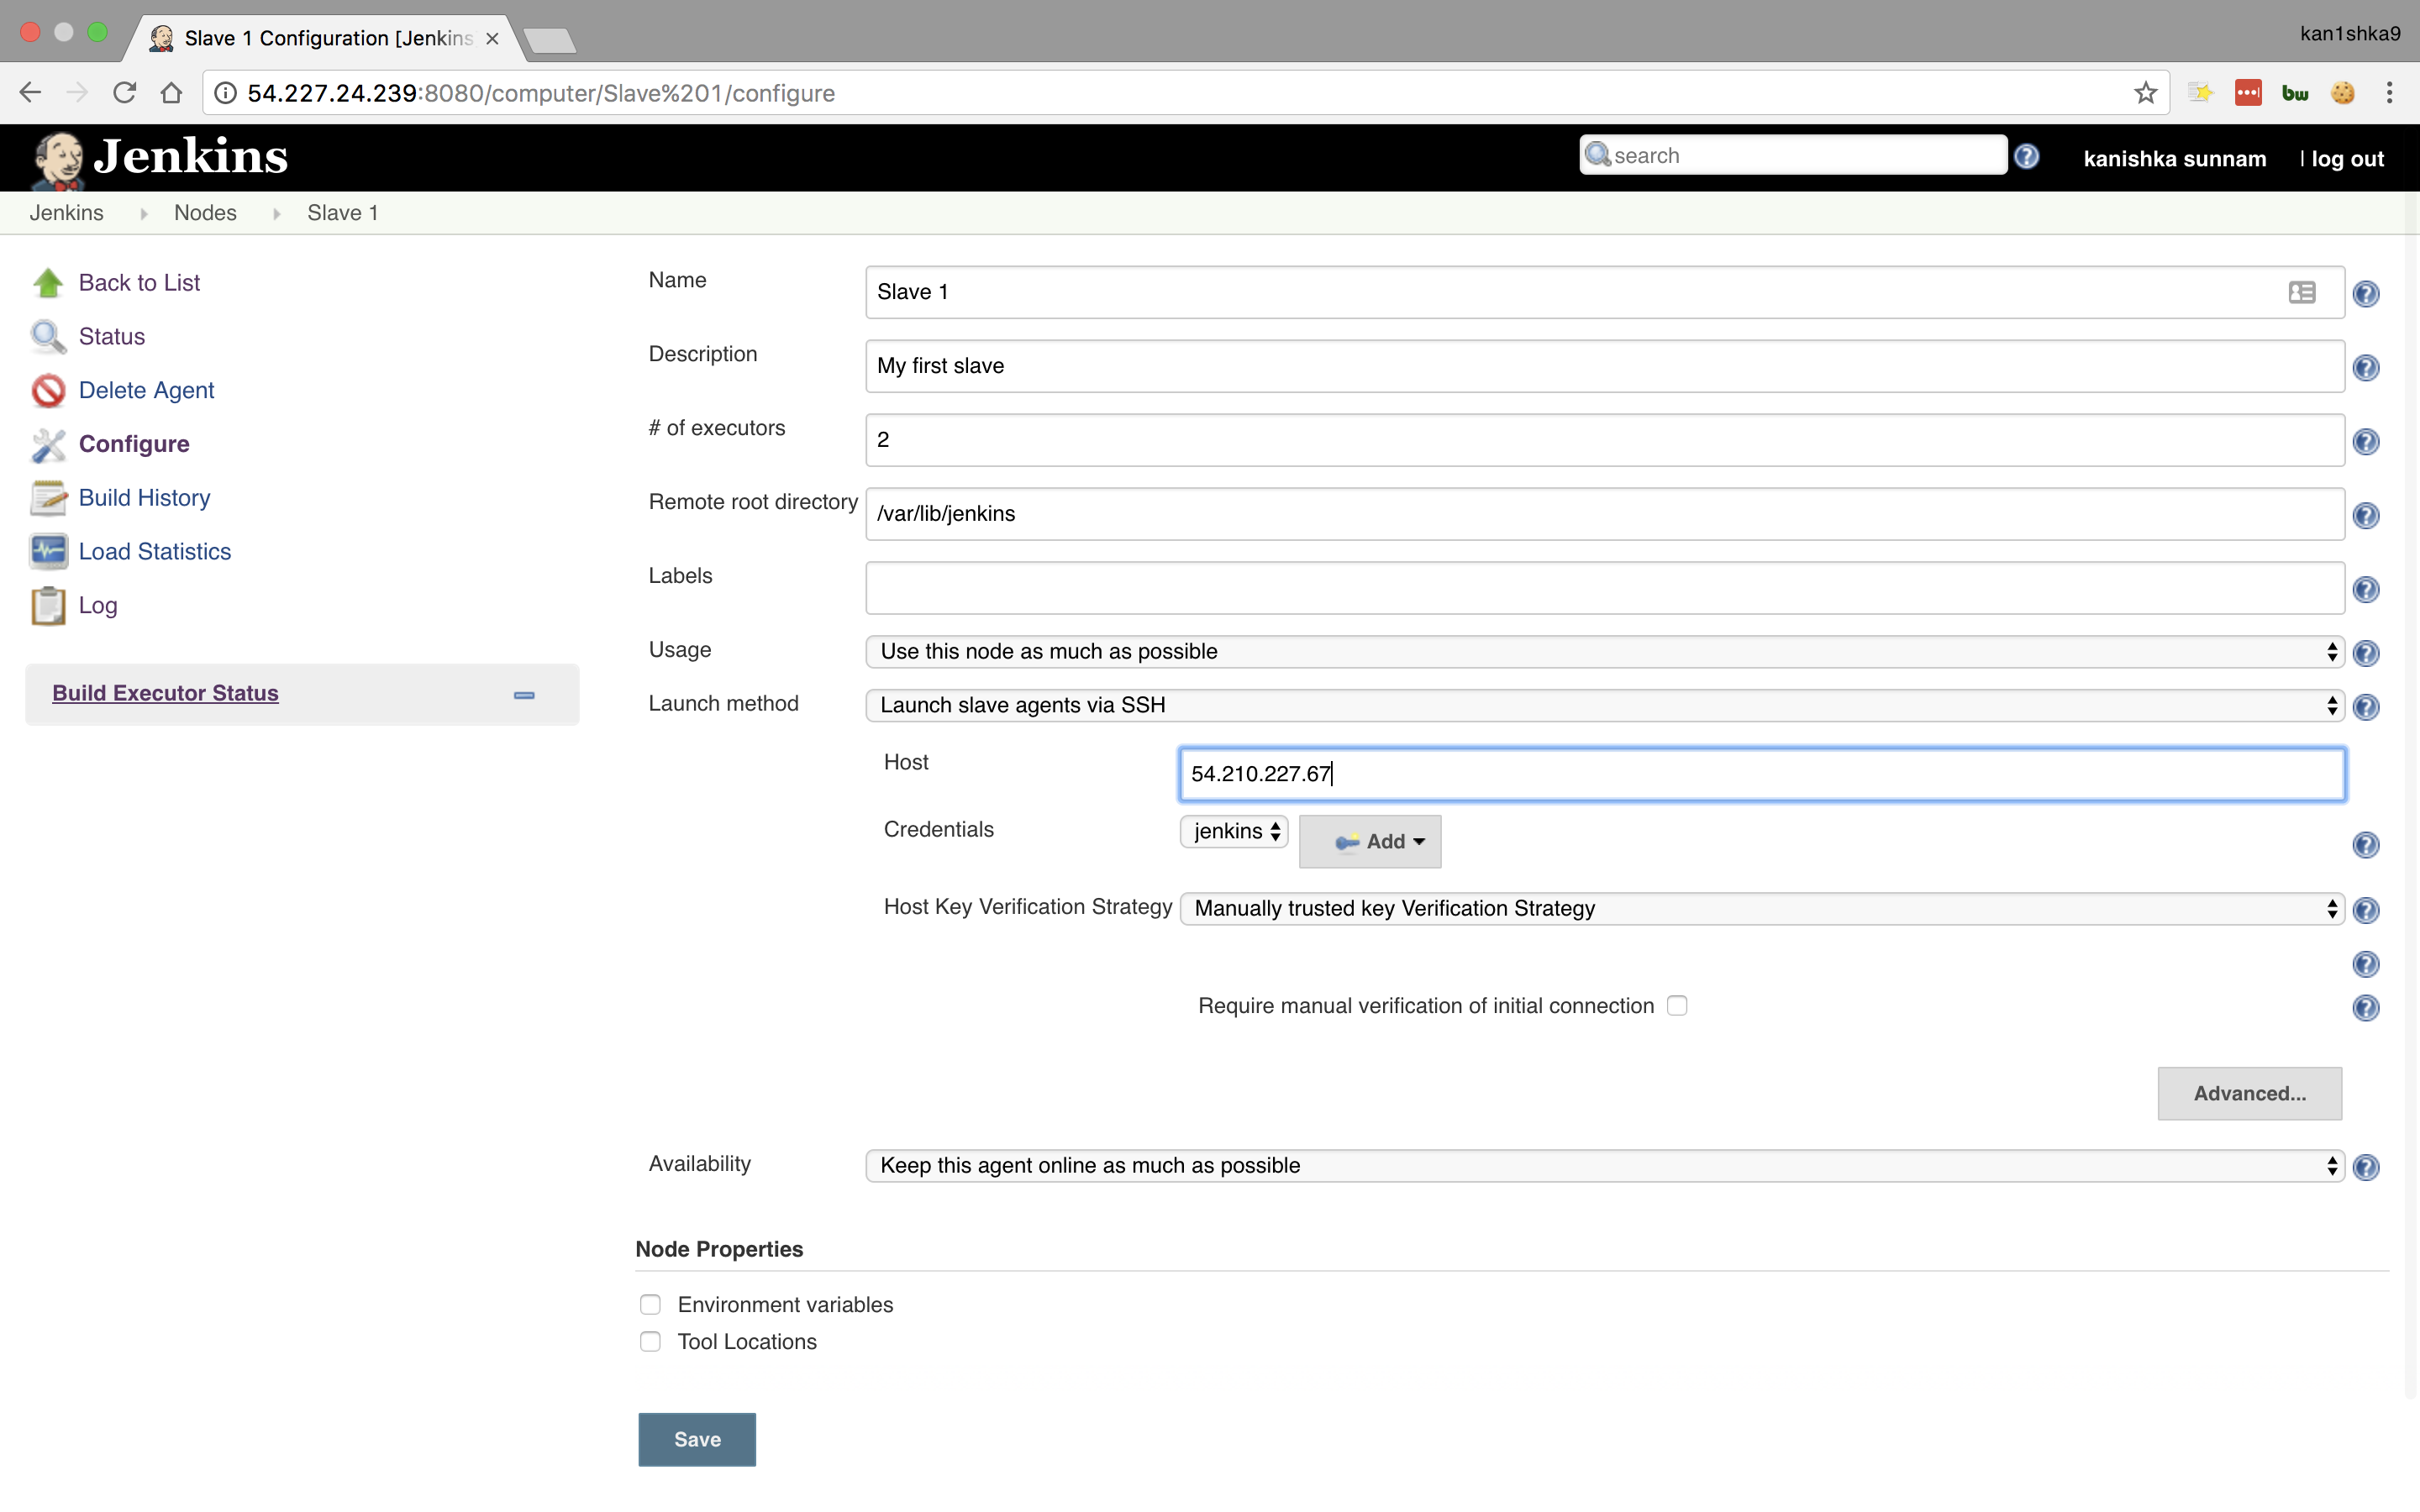 Slave 1 Configuration [Jenkins
kan1shka9
54.227.24.239:8080/computer/Slave%201/configure
bw
Jenkins
search
kanishka sunnam
| log out
Jenkins
Nodes
Slave 1
Back to List
Status
Delete Agent
Configure
Build History
Load Statistics
Log
Build Executor Status
Name
Slave 1
Description
My first slave
# of executors
2
Remote root directory
/var/lib/jenkins
Labels
Usage
Use this node as much as possible
Launch method
Launch slave agents via SSH
Host
54.210.227.67
Credentials
jenkins
Add
Host Key Verification Strategy
Manually trusted key Verification Strategy
Require manual verification of initial connection
Advanced...
Availability
Keep this agent online as much as possible
Node Properties
Environment variables
Tool Locations
Save